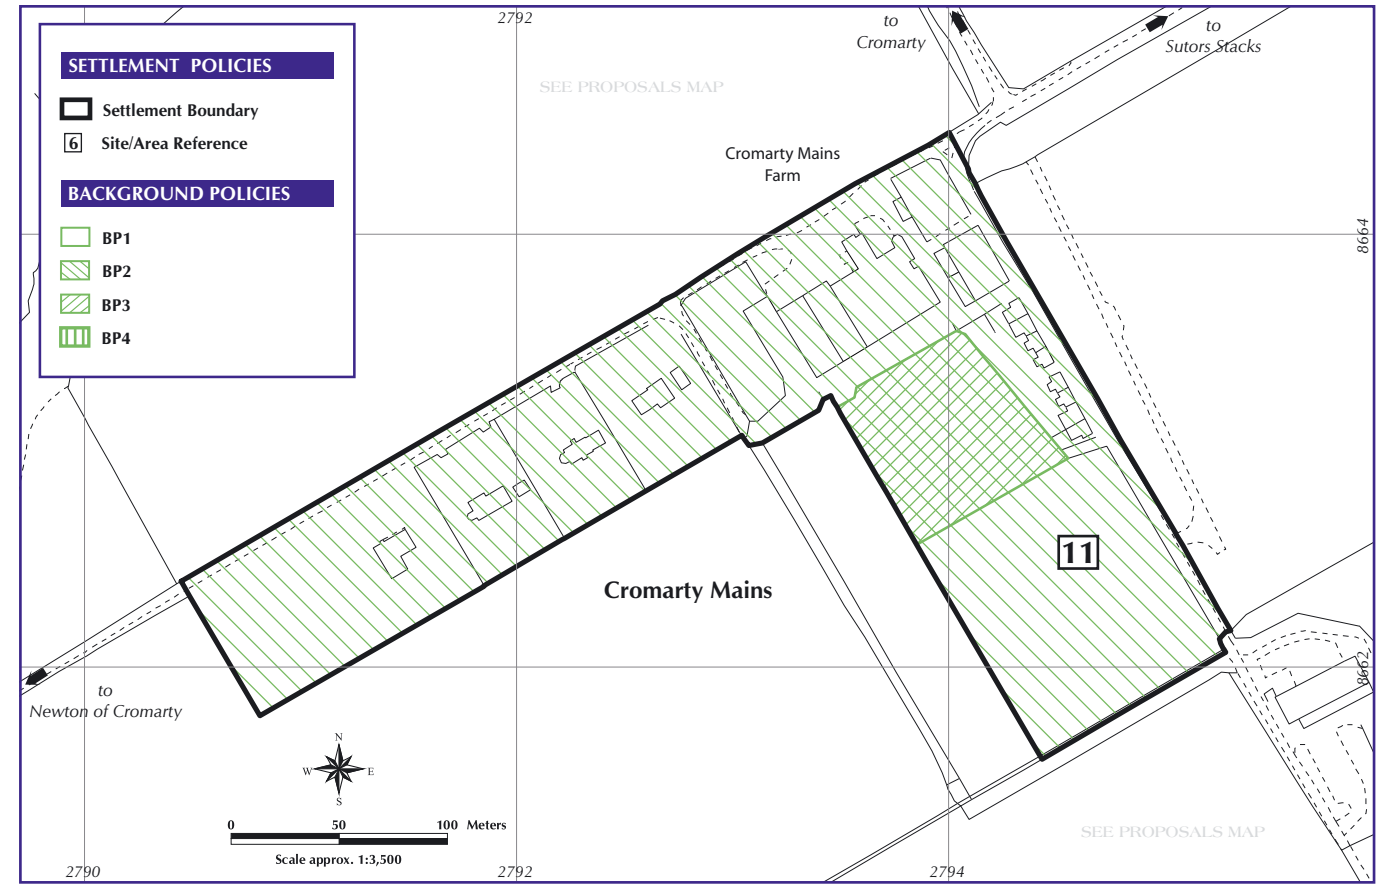 2792
to
Cromarty
to
Sutors Stacks
SETTLEMENT POLICIES
Settlement Boundary
6 Site/Area Reference
BACKGROUND POLICIES
BP1
BP2
BP3
BP4
SEE PROPOSALS MAP
Cromarty Mains
Farm
8664
11
Cromarty Mains
8662
to
Newton of Cromarty
N
W E
S
0 50 100 Meters
Scale approx. 1:3,500
SEE PROPOSALS MAP
2790
2792
2794